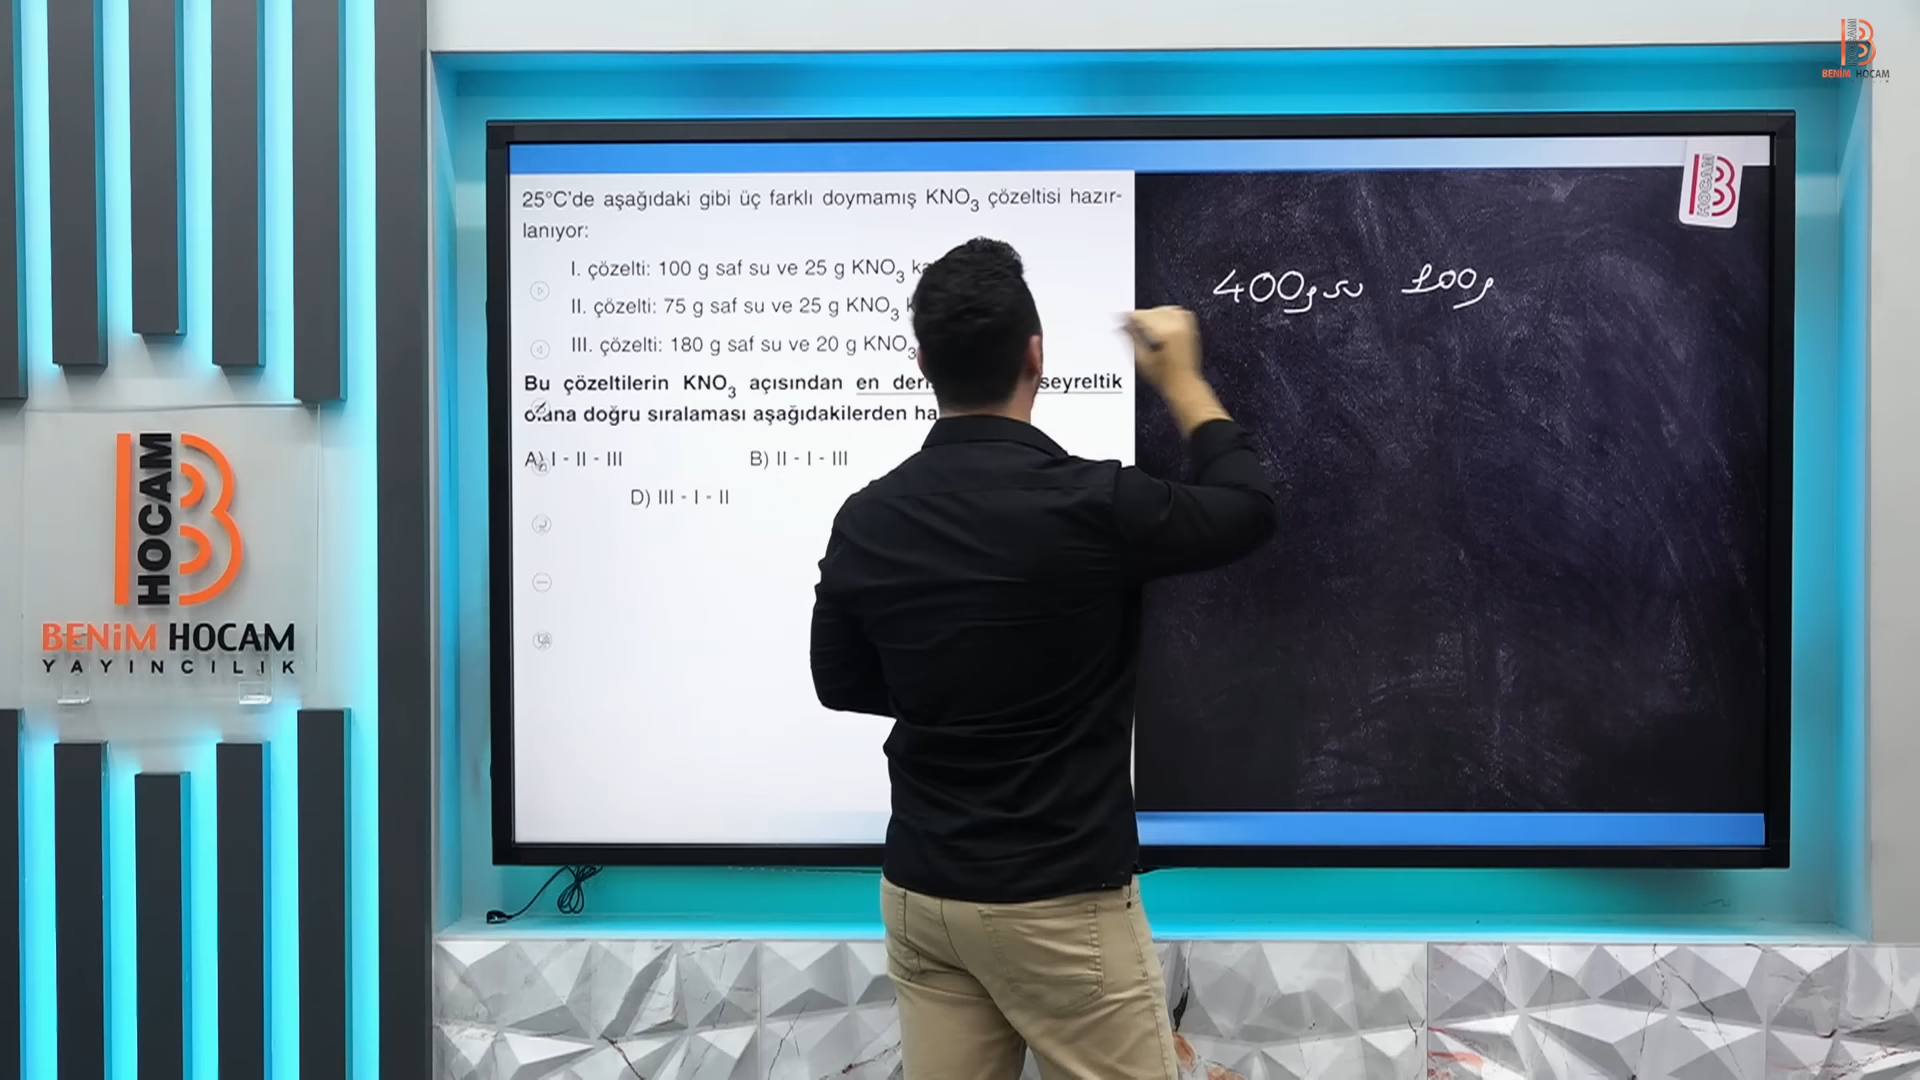 BENİM HOCAM
25°C'de aşağıdaki gibi üç farklı doymamış KNO3 çözeltisi hazır-
lanıyor:
I. çözelti: 100 g saf su ve 25 g KNO3
II. çözelti: 75 g saf su ve 25 g KNO3
III. çözelti: 180 g saf su ve 20 g KNO3
Bu çözeltilerin KNO3 açısından en seyreltik
olana doğru sıralaması aşağıdakilerden
A) I - II - III B) II - I - III
D) III - I - II
400g su 100g
HOCAM
HOCAM
BENİM HOCAM
YAYINCILIK